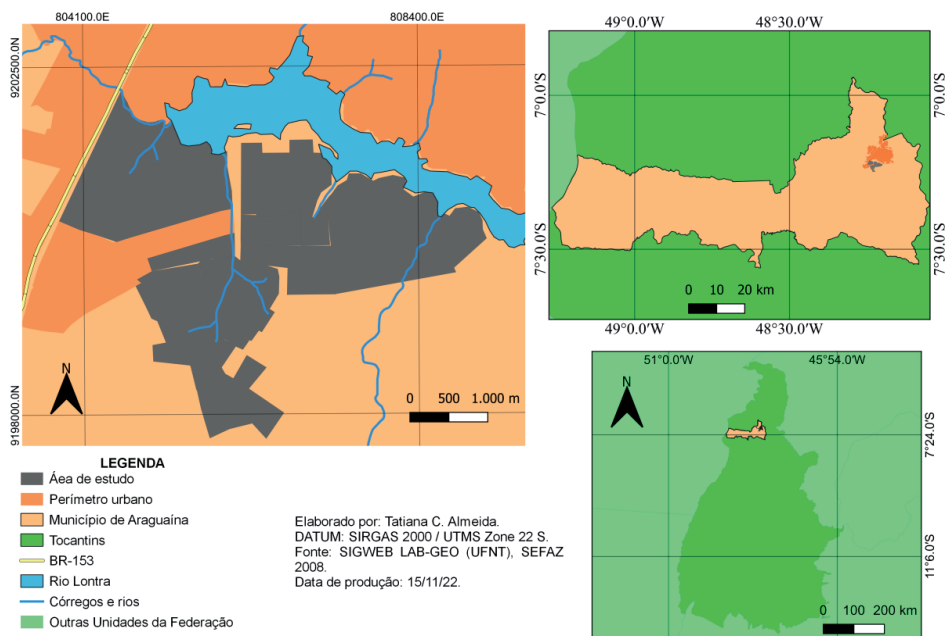 804100.E
808400.E
9202500.N
9198000.N
N
0 500 1.000 m
49°0.0'W 48°30.0'W
7°0.0'S
7°0.0'S
7°30.0'S
7°30.0'S
0 10 20 km
49°0.0'W 48°30.0'W
51°0.0'W 45°54.0'W
N
7°24.0'S
11°6.0'S
0 100 200 km
LEGENDA
Áea de estudo
Perímetro urbano
Município de Araguaína
Tocantins
BR-153
Rio Lontra
Córregos e rios
Outras Unidades da Federação
Elaborado por: Tatiana C. Almeida.
DATUM: SIRGAS 2000 / UTMS Zone 22 S.
Fonte: SIGWEB LAB-GEO (UFNT), SEFAZ
2008.
Data de produção: 15/11/22.